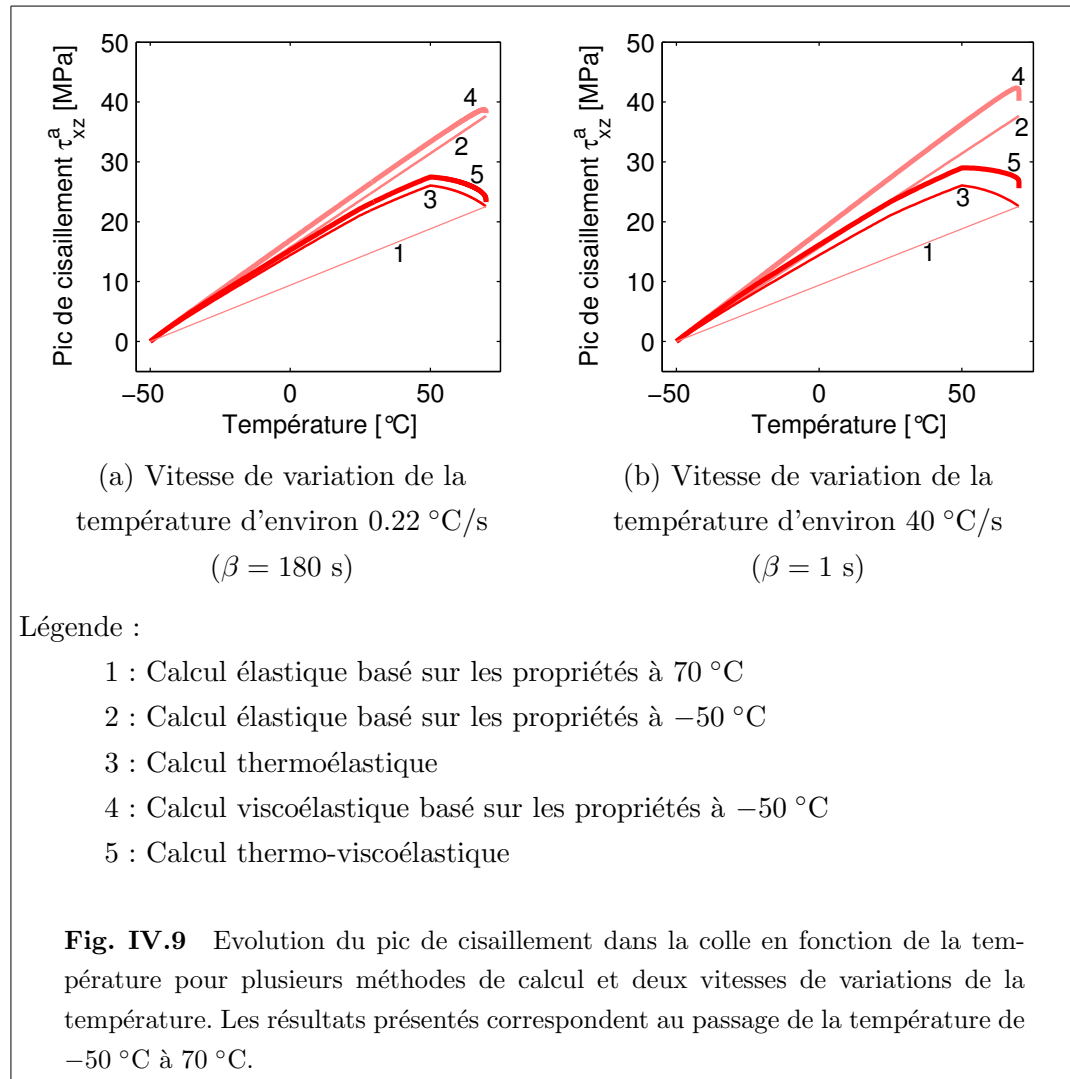 50
40
30
20
10
0
−50
0
50
Pic de cisaillement τᵃxz [MPa]
Température [°C]
4
2
5
3
1
50
40
30
20
10
0
−50
0
50
Pic de cisaillement τᵃxz [MPa]
Température [°C]
4
2
5
3
1
(a) Vitesse de variation de la
température d'environ 0.22 °C/s
(β = 180 s)
(b) Vitesse de variation de la
température d'environ 40 °C/s
(β = 1 s)
Légende :
1 : Calcul élastique basé sur les propriétés à 70 °C
2 : Calcul élastique basé sur les propriétés à −50 °C
3 : Calcul thermoélastique
4 : Calcul viscoélastique basé sur les propriétés à −50 °C
5 : Calcul thermo-viscoélastique
Fig. IV.9 Evolution du pic de cisaillement dans la colle en fonction de la tem-
pérature pour plusieurs méthodes de calcul et deux vitesses de variations de la
température. Les résultats présentés correspondent au passage de la température de
−50 °C à 70 °C.